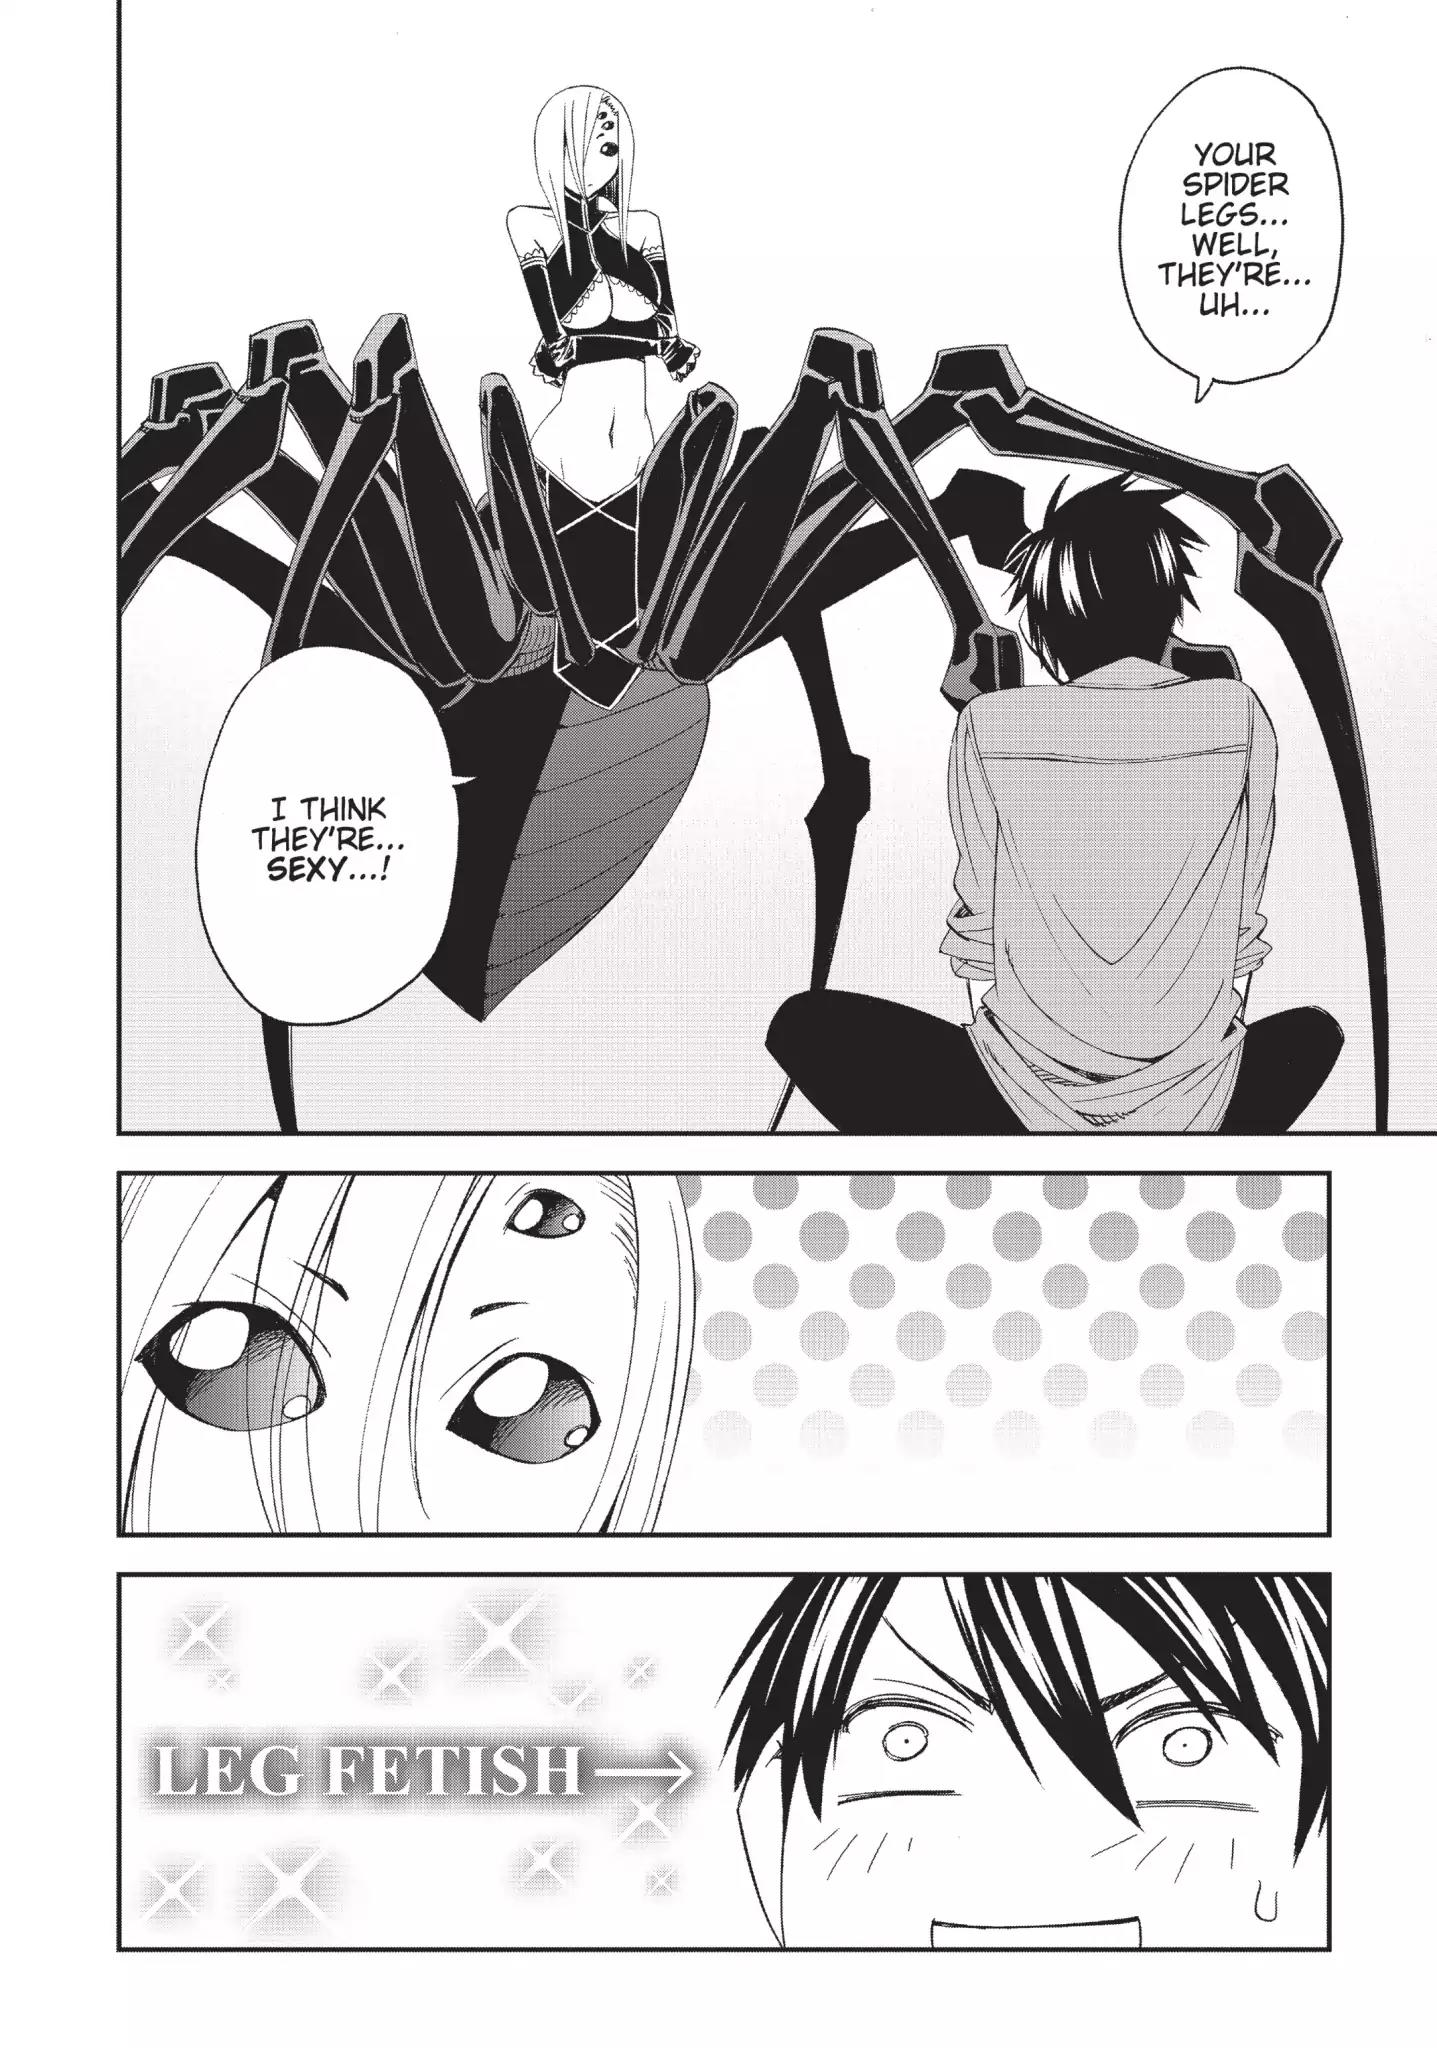 YOUR
SPIDER
LEGS...
WELL,
THEY'RE...
UH...
I THINK
THEY'RE...
SEXY...!
LEG FETISH →